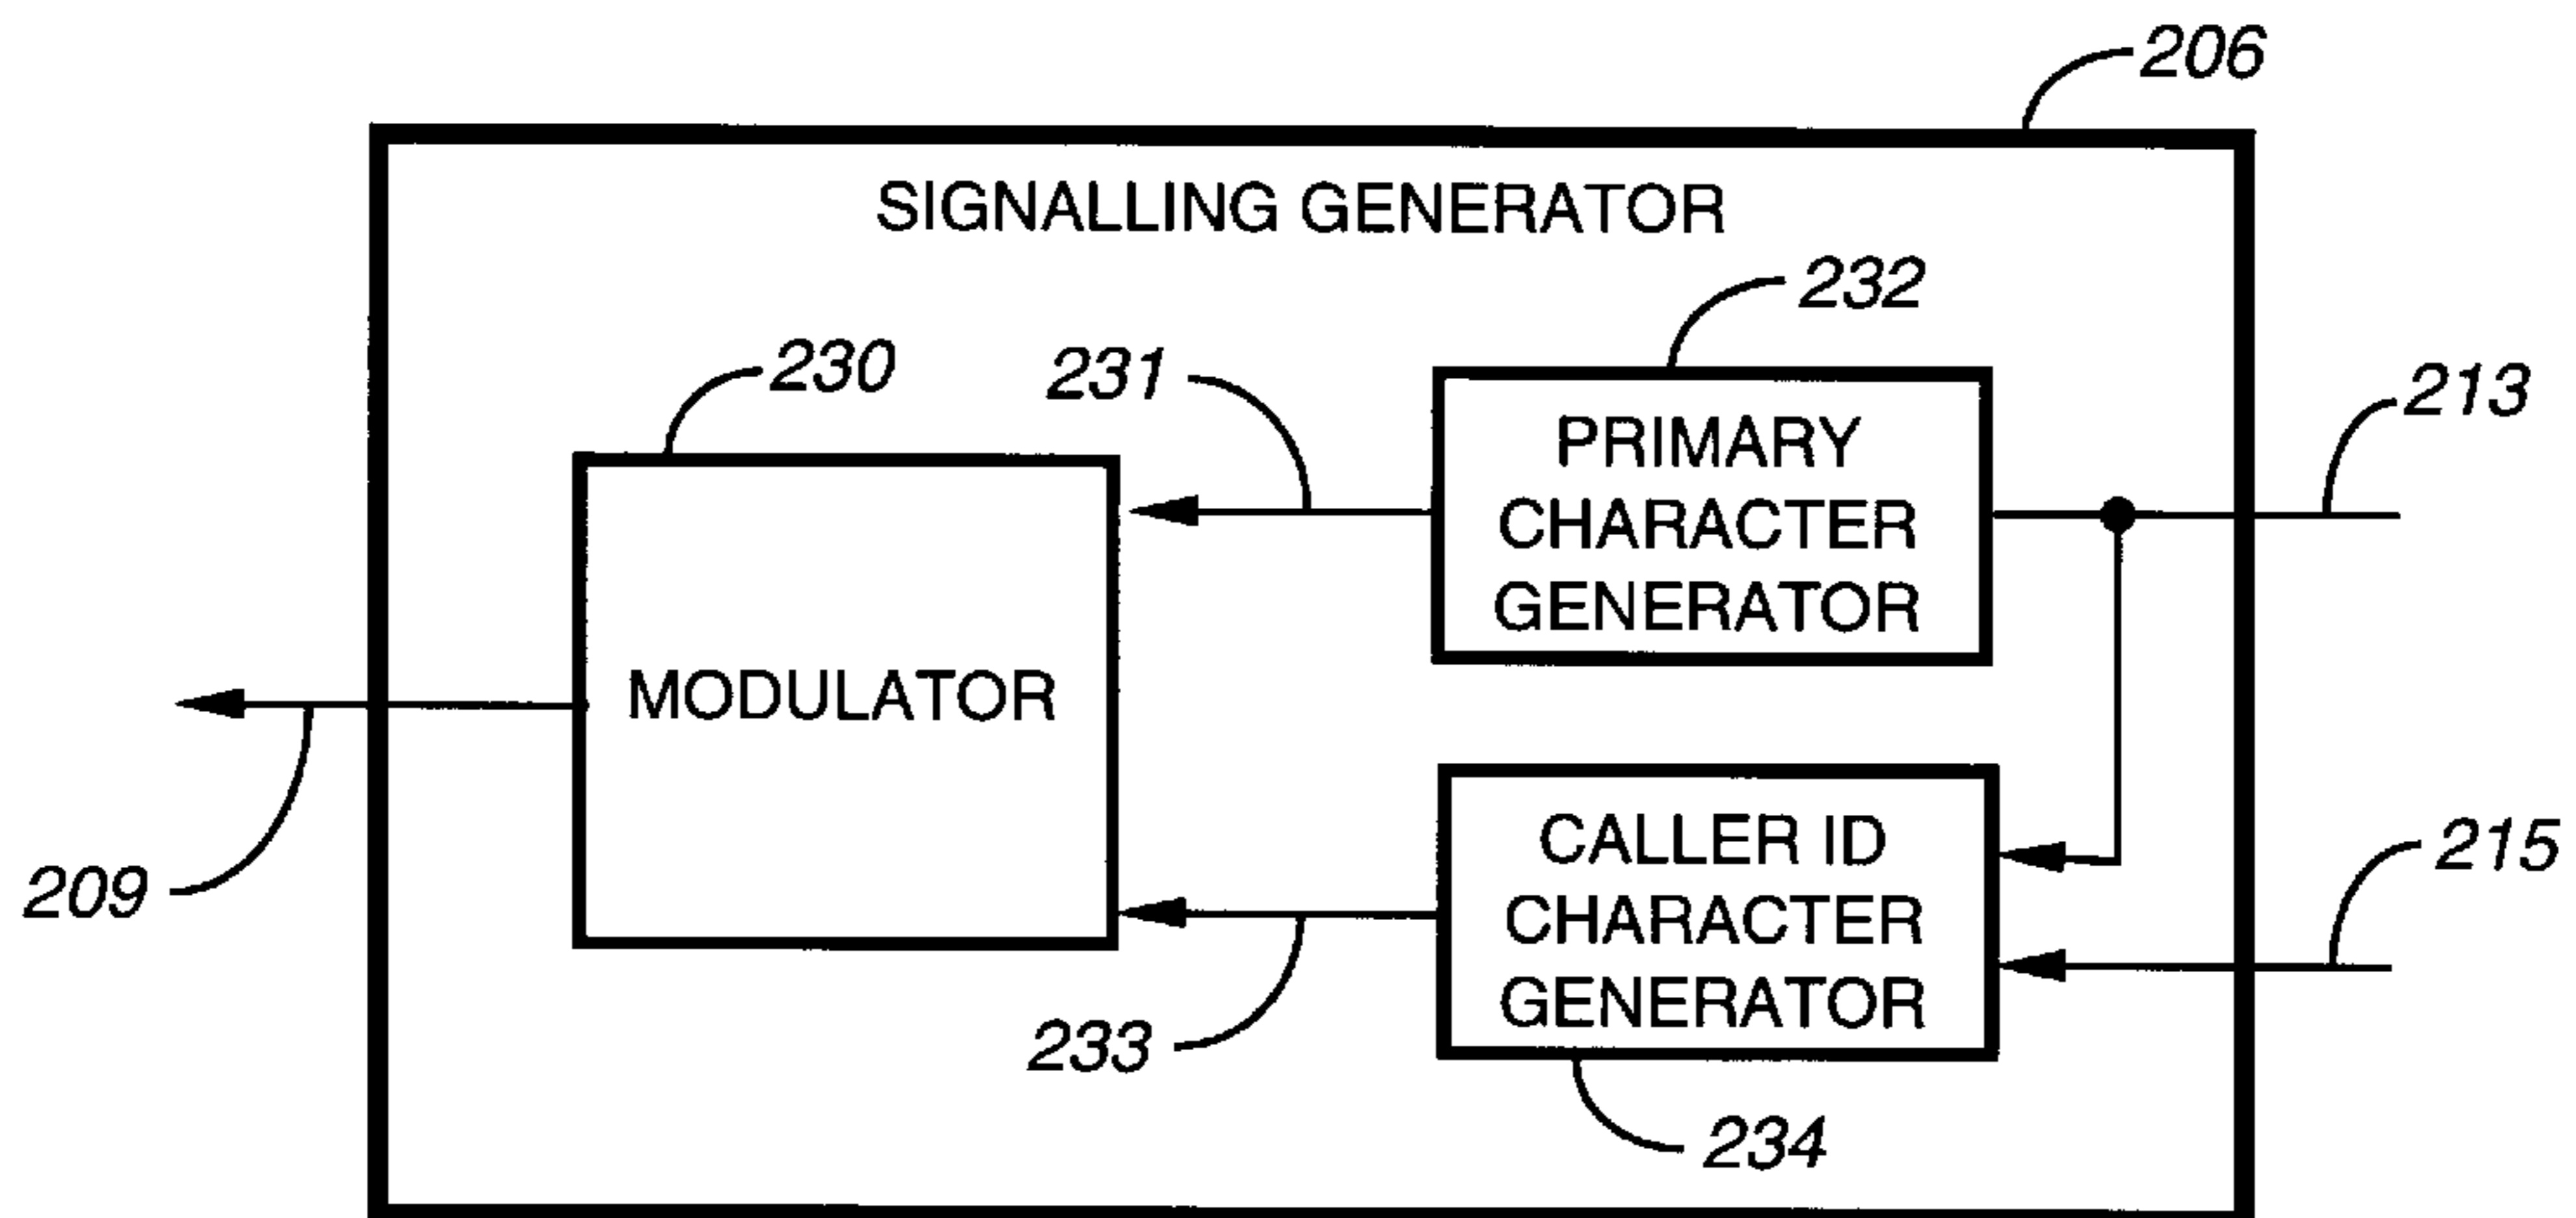 206
SIGNALLING GENERATOR
232
230
231
213
PRIMARY
CHARACTER
GENERATOR
MODULATOR
209
CALLER ID
CHARACTER
GENERATOR
215
233
234